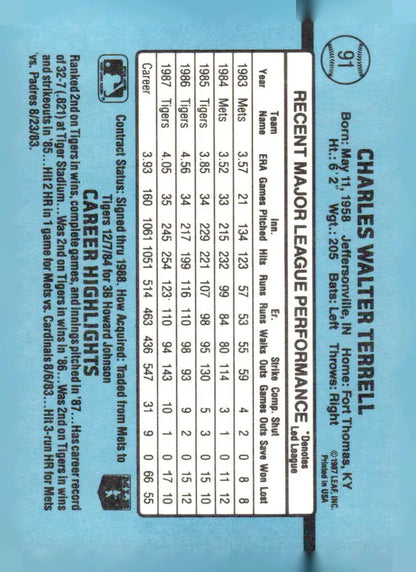 91
CHARLES WALTER TERRELL
© 1987 LEAF, INC.
Printed in USA
Born: May 11, 1958 Jeffersonville, IN Home: Fort Thomas, KY
Ht.: 6' 2" Wgt.: 205 Bats: Left Throws: Right
RECENT MAJOR LEAGUE PERFORMANCE *Denotes
Led League
Team Inn. Er. Strike Comp. Shut
Year Name ERA Games Pitched Hits Runs Runs Walks Outs Games Outs Save Won Lost
1983 Mets 3.57 21 134 123 57 53 55 59 4 2 0 8 8
1984 Mets 3.52 33 215 232 99 84 80 114 3 1 0 11 12
1985 Tigers 3.85 34 229 221 107 98 95 130 5 3 0 15 10
1986 Tigers 4.56 34 217 199 116 110 98 93 9 2 0 15 12
1987 Tigers 4.05 35 245 254 123 110 94 143 10 1 0 17 10
Career 3.93 160 1061 1051 514 463 436 547 31 9 0 66 55
Contract Status: Signed thru 1988. How Acquired: Traded from Mets to
Tigers 12/7/84 for 3B Howard Johnson
CAREER HIGHLIGHTS
Ranked 2nd on Tigers in wins, complete games, and innings pitched in '87...Has career record
of 32-7 (.821) at Tiger Stadium...Was 2nd on Tigers in wins in '86...Was 2nd on Tigers in wins
and strikeouts in '85...Hit 2 HR in 1 game for Mets vs. Cardinals 8/6/83...Hit 3-run HR for Mets
vs. Padres 8/23/83.